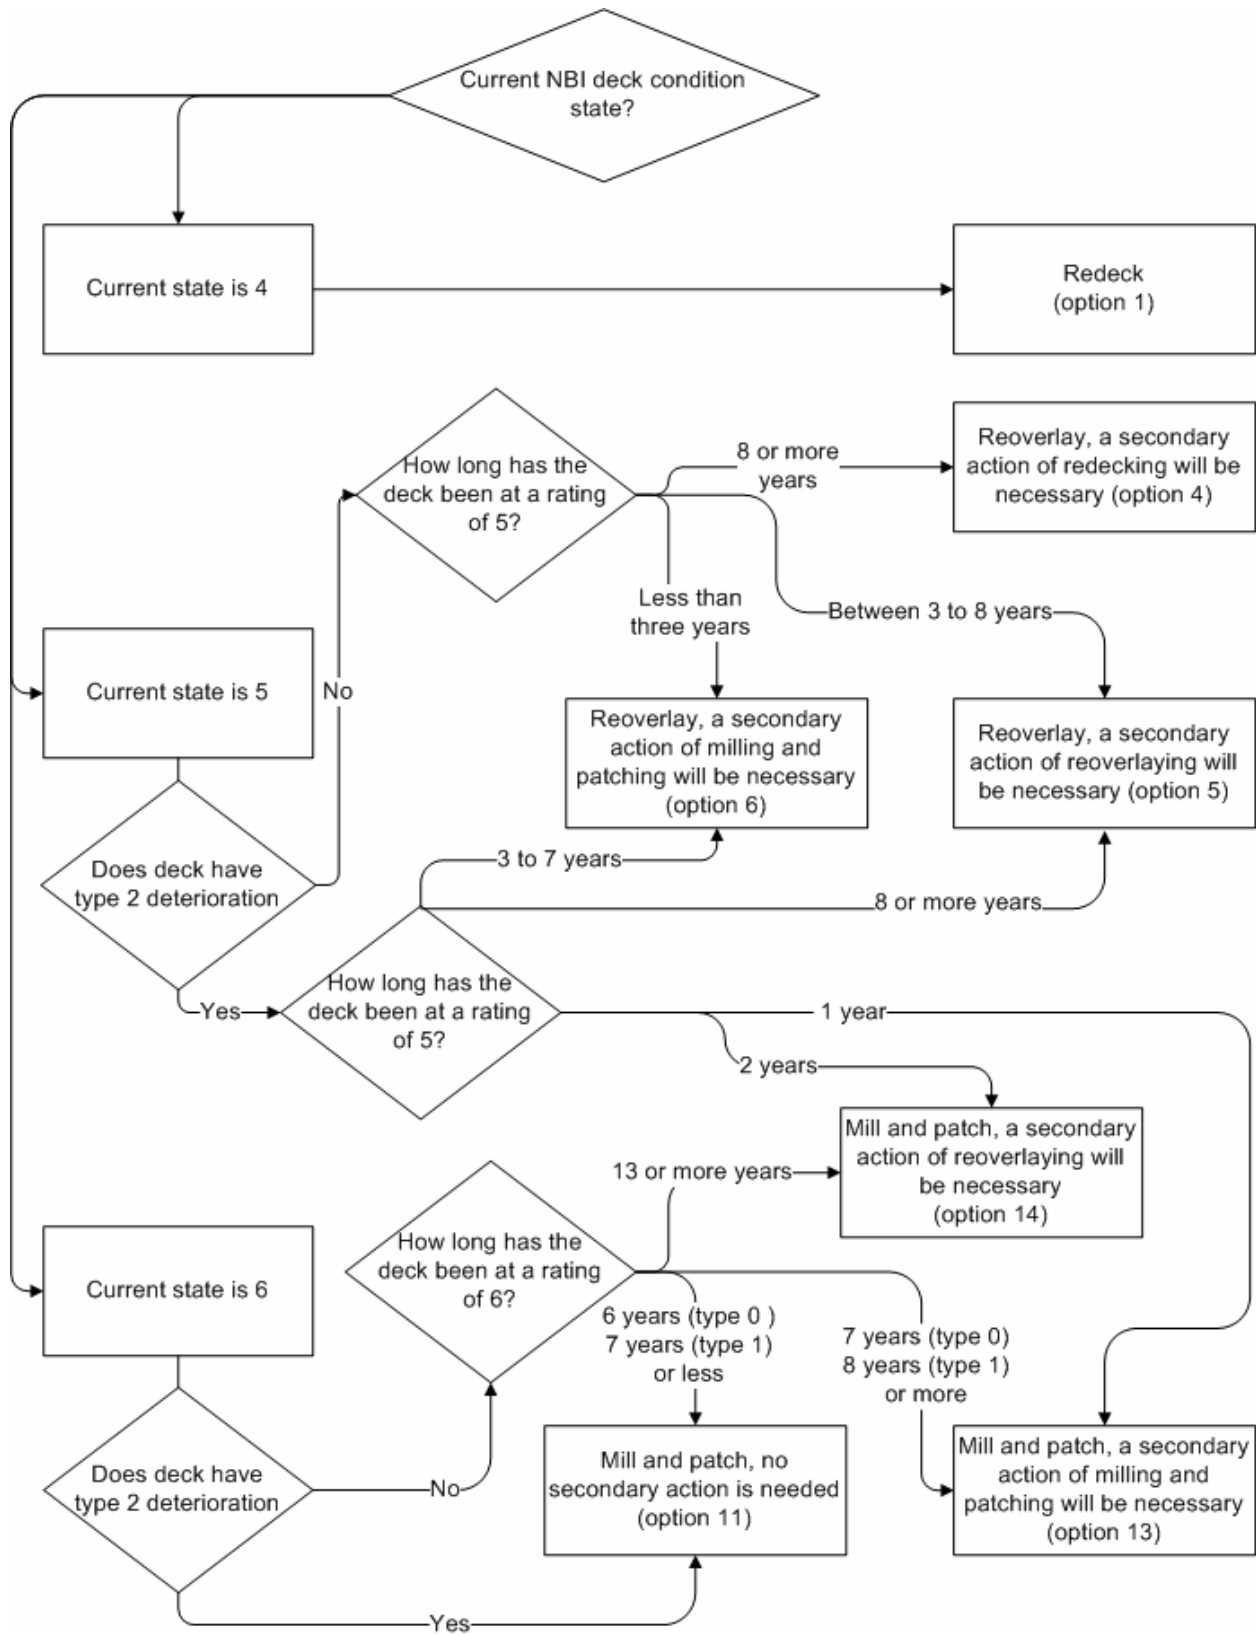 Current NBI deck condition
state?
Current state is 4
Redeck
(option 1)
How long has the
deck been at a rating
of 5?
8 or more
years
Reoverlay, a secondary
action of redecking will be
necessary (option 4)
Less than
three years
Between 3 to 8 years
Current state is 5
No
Reoverlay, a secondary
action of milling and
patching will be necessary
(option 6)
Reoverlay, a secondary
action of reoverlaying will
be necessary (option 5)
Does deck have
type 2 deterioration
3 to 7 years
8 or more years
Yes
How long has the
deck been at a rating
of 5?
1 year
2 years
Mill and patch, a secondary
action of reoverlaying will
be necessary
(option 14)
13 or more years
How long has the
deck been at a rating
of 6?
Current state is 6
6 years (type 0 )
7 years (type 1)
or less
7 years (type 0)
8 years (type 1)
or more
Does deck have
type 2 deterioration
No
Mill and patch, no
secondary action is needed
(option 11)
Mill and patch, a secondary
action of milling and
patching will be necessary
(option 13)
Yes